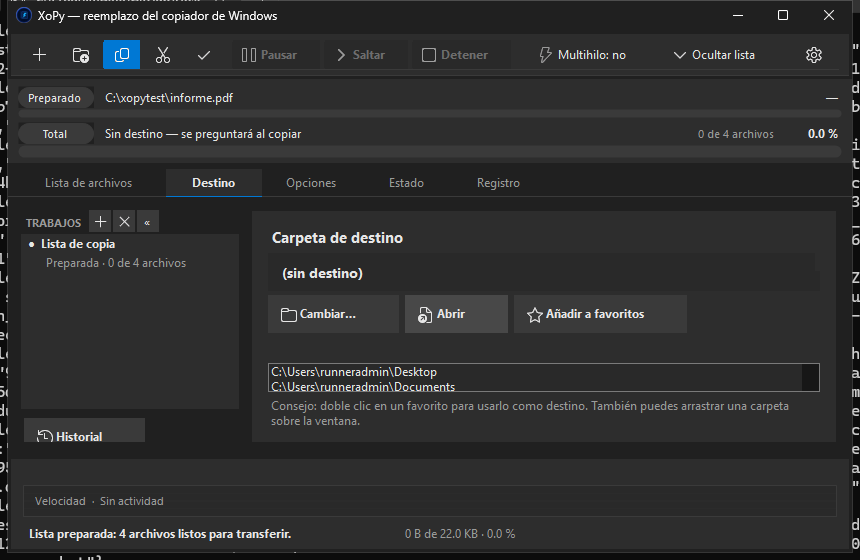 XoPy — reemplazo del copiador de Windows
Pausar
Saltar
Detener
Multihilo: no
Ocultar lista
Preparado
C:\xopytest\informe.pdf
—
Total
Sin destino — se preguntará al copiar
0 de 4 archivos
0.0 %
Lista de archivos
Destino
Opciones
Estado
Registro
TRABAJOS
«
• Lista de copia
Preparada · 0 de 4 archivos
Historial
Carpeta de destino
(sin destino)
Cambiar...
Abrir
Añadir a favoritos
C:\Users\runneradmin\Desktop
C:\Users\runneradmin\Documents
Consejo: doble clic en un favorito para usarlo como destino. También puedes arrastrar una carpeta
sobre la ventana.
Velocidad · Sin actividad
Lista preparada: 4 archivos listos para transferir.
0 B de 22.0 KB · 0.0 %